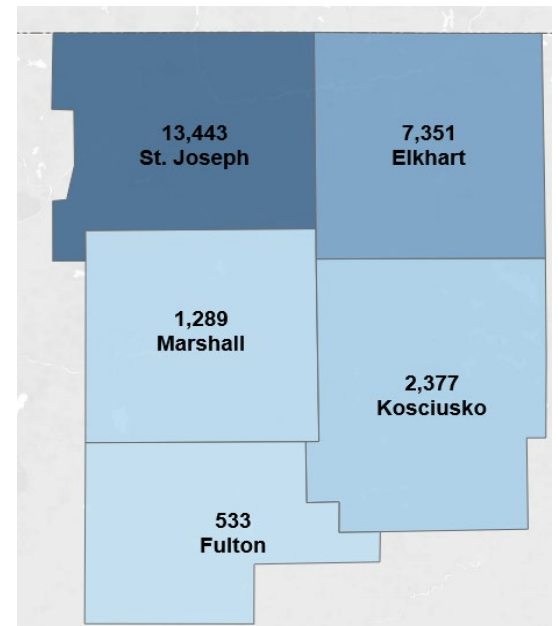 13,443
St. Joseph
7,351
Elkhart
1,289
Marshall
2,377
Kosciusko
533
Fulton